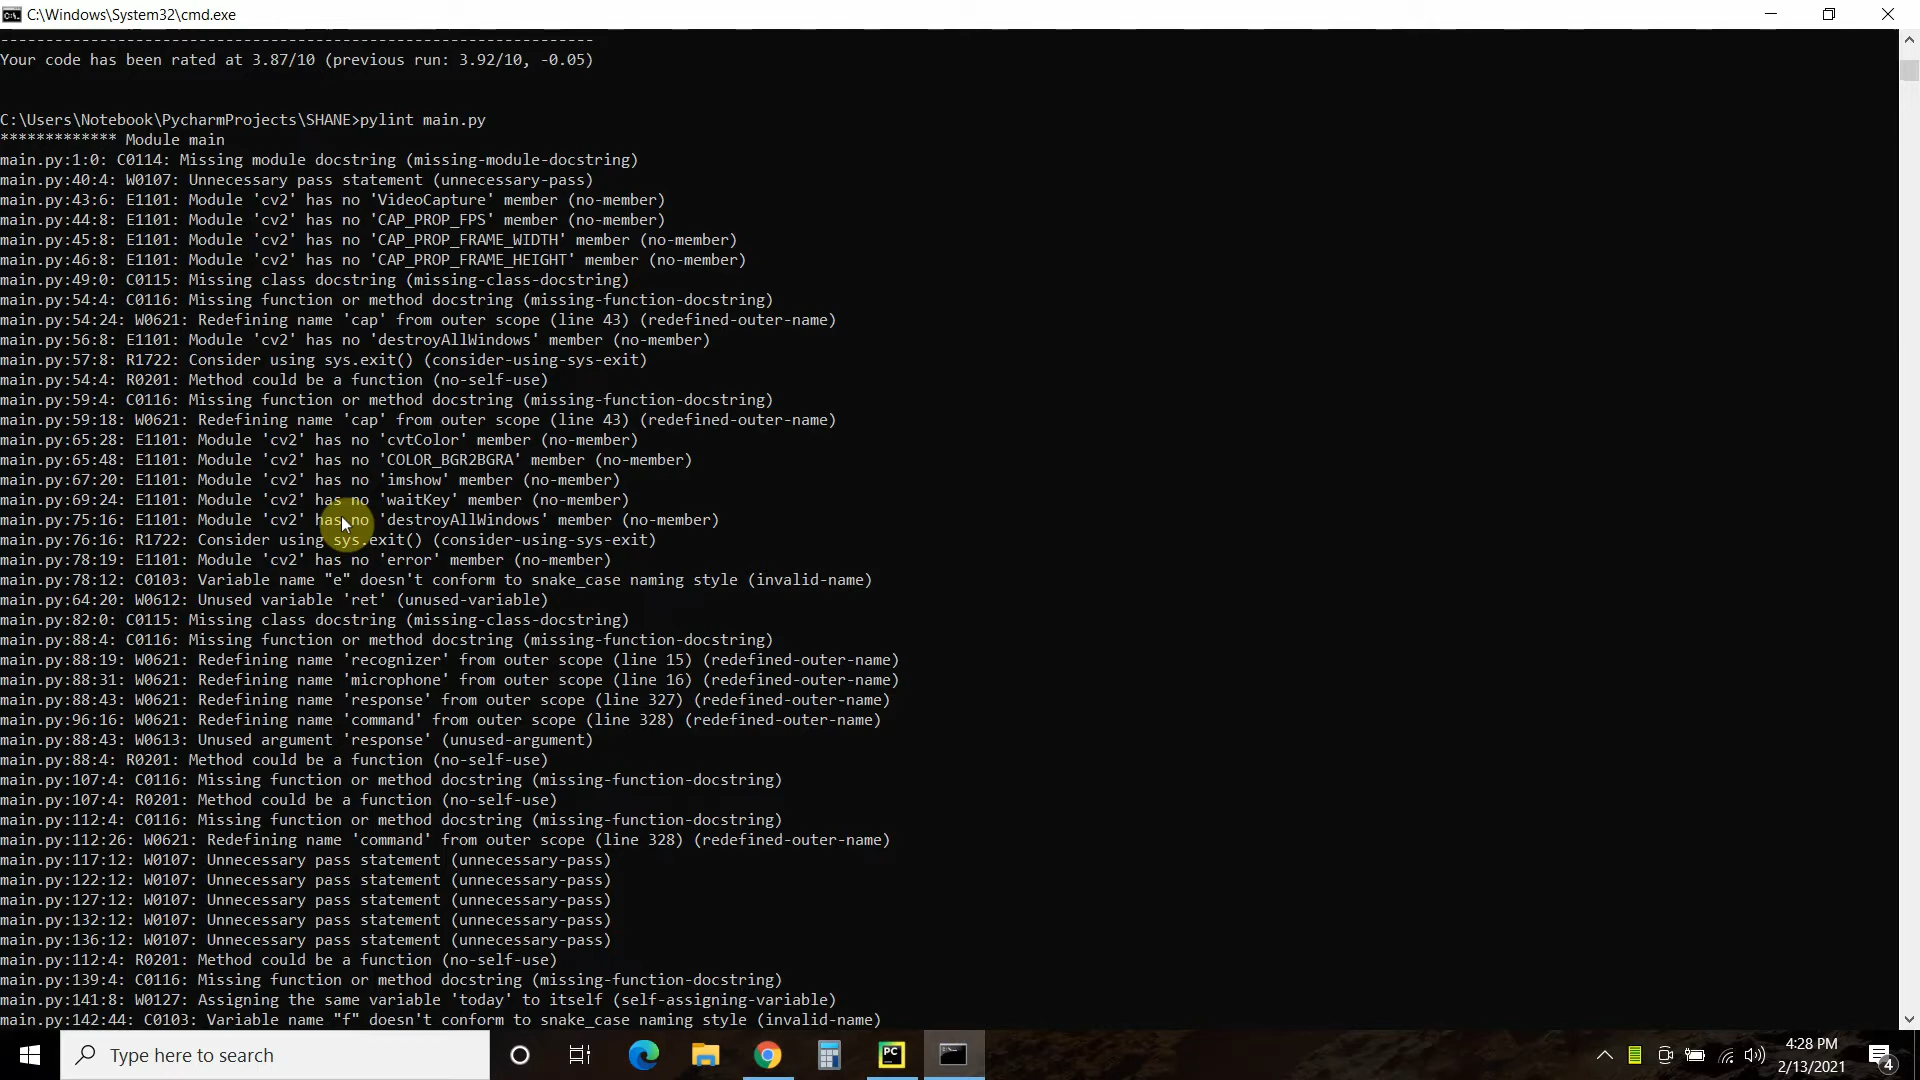 C:\Windows\System32\cmd.exe
------------------------------------------------------------------
Your code has been rated at 3.87/10 (previous run: 3.92/10, -0.05)
C:\Users\Notebook\PycharmProjects\SHANE>pylint main.py
************* Module main
main.py:1:0: C0114: Missing module docstring (missing-module-docstring)
main.py:40:4: W0107: Unnecessary pass statement (unnecessary-pass)
main.py:43:6: E1101: Module 'cv2' has no 'VideoCapture' member (no-member)
main.py:44:8: E1101: Module 'cv2' has no 'CAP_PROP_FPS' member (no-member)
main.py:45:8: E1101: Module 'cv2' has no 'CAP_PROP_FRAME_WIDTH' member (no-member)
main.py:46:8: E1101: Module 'cv2' has no 'CAP_PROP_FRAME_HEIGHT' member (no-member)
main.py:49:0: C0115: Missing class docstring (missing-class-docstring)
main.py:54:4: C0116: Missing function or method docstring (missing-function-docstring)
main.py:54:24: W0621: Redefining name 'cap' from outer scope (line 43) (redefined-outer-name)
main.py:56:8: E1101: Module 'cv2' has no 'destroyAllWindows' member (no-member)
main.py:57:8: R1722: Consider using sys.exit() (consider-using-sys-exit)
main.py:54:4: R0201: Method could be a function (no-self-use)
main.py:59:4: C0116: Missing function or method docstring (missing-function-docstring)
main.py:59:18: W0621: Redefining name 'cap' from outer scope (line 43) (redefined-outer-name)
main.py:65:28: E1101: Module 'cv2' has no 'cvtColor' member (no-member)
main.py:65:48: E1101: Module 'cv2' has no 'COLOR_BGR2BGRA' member (no-member)
main.py:67:20: E1101: Module 'cv2' has no 'imshow' member (no-member)
main.py:69:24: E1101: Module 'cv2' has no 'waitKey' member (no-member)
main.py:75:16: E1101: Module 'cv2' has no 'destroyAllWindows' member (no-member)
main.py:76:16: R1722: Consider using sys.exit() (consider-using-sys-exit)
main.py:78:19: E1101: Module 'cv2' has no 'error' member (no-member)
main.py:78:12: C0103: Variable name "e" doesn't conform to snake_case naming style (invalid-name)
main.py:64:20: W0612: Unused variable 'ret' (unused-variable)
main.py:82:0: C0115: Missing class docstring (missing-class-docstring)
main.py:88:4: C0116: Missing function or method docstring (missing-function-docstring)
main.py:88:19: W0621: Redefining name 'recognizer' from outer scope (line 15) (redefined-outer-name)
main.py:88:31: W0621: Redefining name 'microphone' from outer scope (line 16) (redefined-outer-name)
main.py:88:43: W0621: Redefining name 'response' from outer scope (line 327) (redefined-outer-name)
main.py:96:16: W0621: Redefining name 'command' from outer scope (line 328) (redefined-outer-name)
main.py:88:43: W0613: Unused argument 'response' (unused-argument)
main.py:88:4: R0201: Method could be a function (no-self-use)
main.py:107:4: C0116: Missing function or method docstring (missing-function-docstring)
main.py:107:4: R0201: Method could be a function (no-self-use)
main.py:112:4: C0116: Missing function or method docstring (missing-function-docstring)
main.py:112:26: W0621: Redefining name 'command' from outer scope (line 328) (redefined-outer-name)
main.py:117:12: W0107: Unnecessary pass statement (unnecessary-pass)
main.py:122:12: W0107: Unnecessary pass statement (unnecessary-pass)
main.py:127:12: W0107: Unnecessary pass statement (unnecessary-pass)
main.py:132:12: W0107: Unnecessary pass statement (unnecessary-pass)
main.py:136:12: W0107: Unnecessary pass statement (unnecessary-pass)
main.py:112:4: R0201: Method could be a function (no-self-use)
main.py:139:4: C0116: Missing function or method docstring (missing-function-docstring)
main.py:141:8: W0127: Assigning the same variable 'today' to itself (self-assigning-variable)
main.py:142:44: C0103: Variable name "f" doesn't conform to snake_case naming style (invalid-name)
Type here to search
PC
4:28 PM
2/13/2021
4